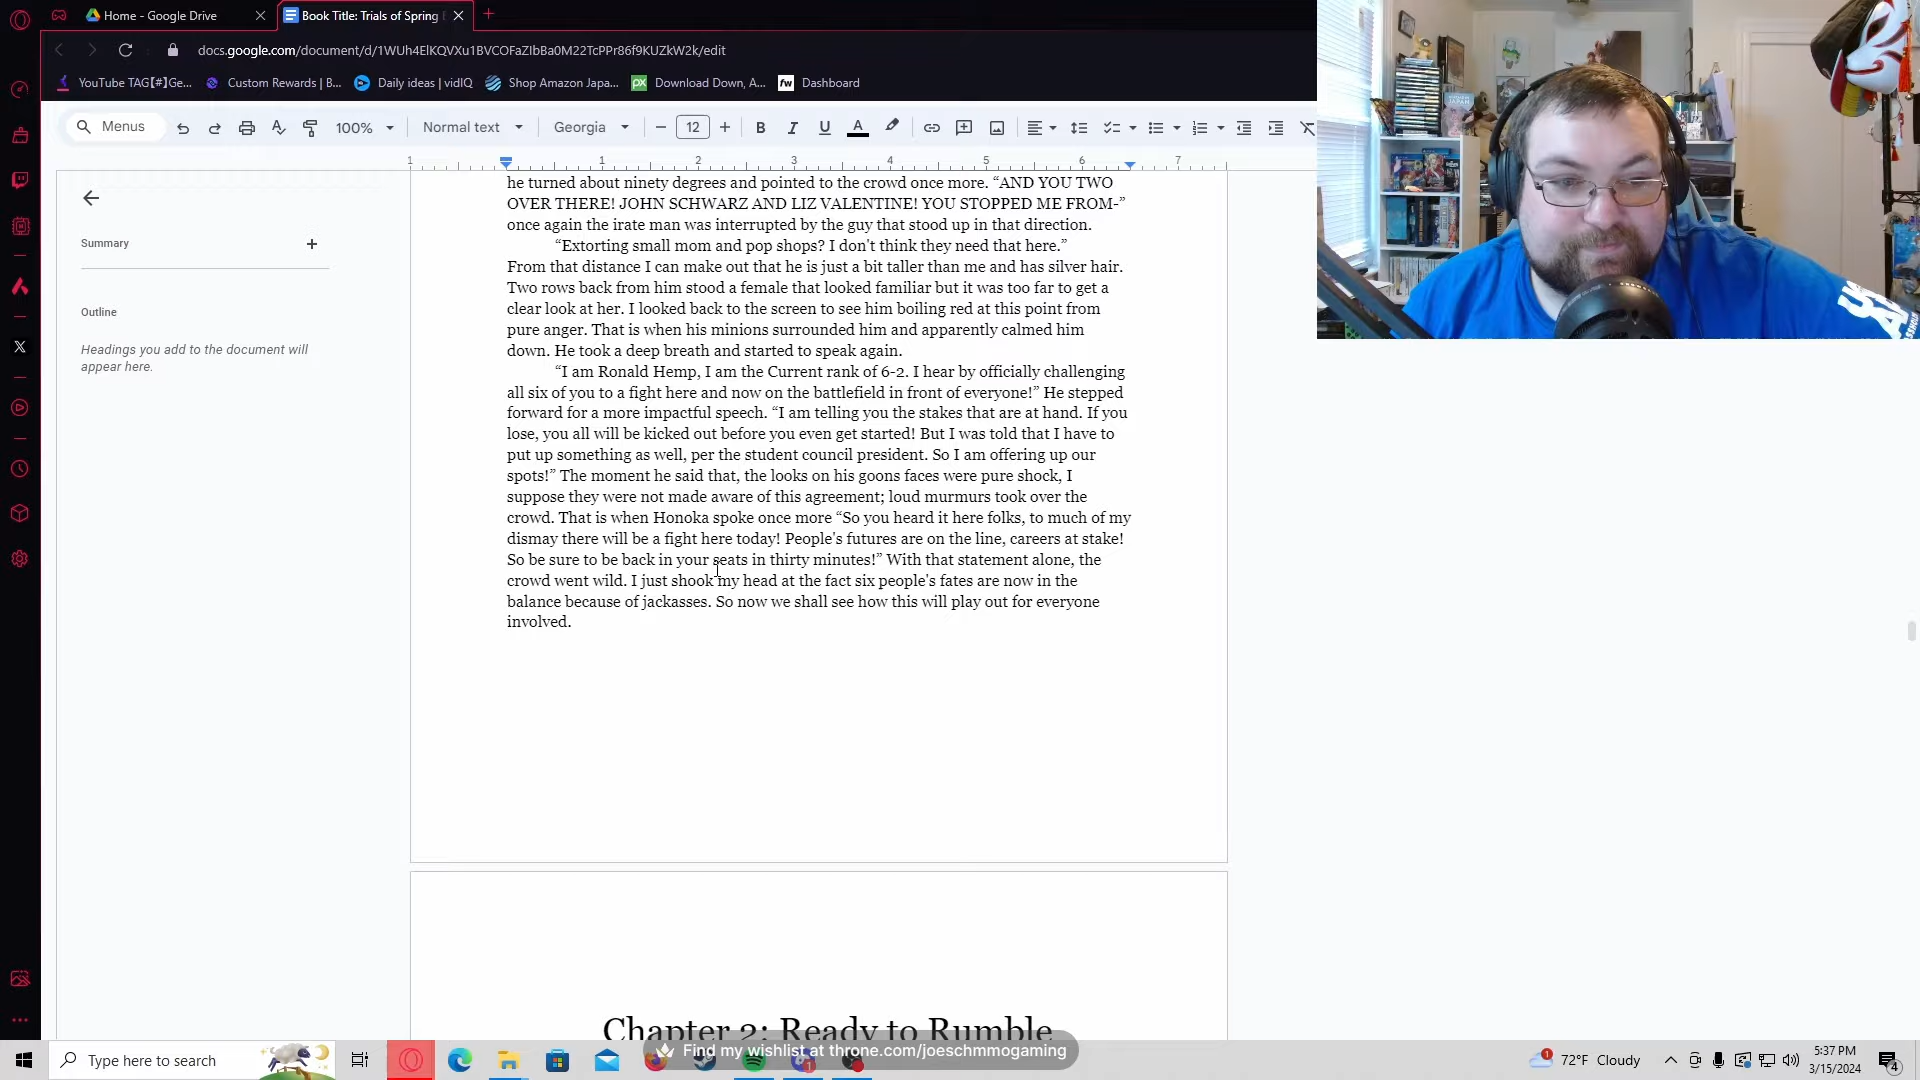 Home - Google Drive
Book Title: Trials of Spring
docs.google.com/document/d/1WUh4ElKQVXu1BVCOFaZIbBa0M22TcPPr86f9KUZkW2k/edit
YouTube TAG【#】Ge...
Custom Rewards | B...
Daily ideas | vidIQ
Shop Amazon Japa...
Download Down, A...
Dashboard
Menus
100%
Normal text
Georgia
12
1 1 2 3 4 5 6 7
Summary
Outline
Headings you add to the document will
appear here.
he turned about ninety degrees and pointed to the crowd once more. “AND YOU TWO
OVER THERE! JOHN SCHWARZ AND LIZ VALENTINE! YOU STOPPED ME FROM-”
once again the irate man was interrupted by the guy that stood up in that direction.
“Extorting small mom and pop shops? I don't think they need that here.”
From that distance I can make out that he is just a bit taller than me and has silver hair.
Two rows back from him stood a female that looked familiar but it was too far to get a
clear look at her. I looked back to the screen to see him boiling red at this point from
pure anger. That is when his minions surrounded him and apparently calmed him
down. He took a deep breath and started to speak again.
“I am Ronald Hemp, I am the Current rank of 6-2. I hear by officially challenging
all six of you to a fight here and now on the battlefield in front of everyone!” He stepped
forward for a more impactful speech. “I am telling you the stakes that are at hand. If you
lose, you all will be kicked out before you even get started! But I was told that I have to
put up something as well, per the student council president. So I am offering up our
spots!” The moment he said that, the looks on his goons faces were pure shock, I
suppose they were not made aware of this agreement; loud murmurs took over the
crowd. That is when Honoka spoke once more “So you heard it here folks, to much of my
dismay there will be a fight here today! People's futures are on the line, careers at stake!
So be sure to be back in your seats in thirty minutes!” With that statement alone, the
crowd went wild. I just shook my head at the fact six people's fates are now in the
balance because of jackasses. So now we shall see how this will play out for everyone
involved.
Chapter 2: Ready to Rumble
Find my wishlist at throne.com/joeschmmogaming
Type here to search
72°F Cloudy
5:37 PM
3/15/2024